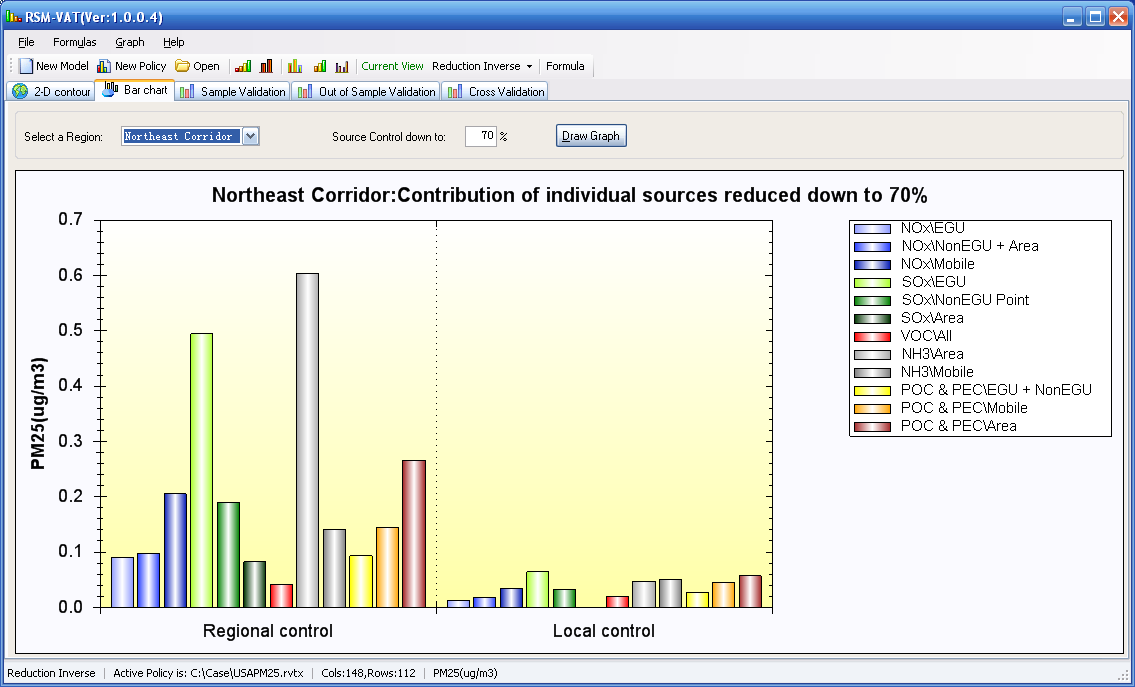 RSM-VAT(Ver:1.0.0.4)
File Formulas Graph Help
New Model New Policy Open Current View Reduction Inverse Formula
2-D contour Bar chart Sample Validation Out of Sample Validation Cross Validation
Select a Region: Northeast Corridor Source Control down to: 70 % Draw Graph
Northeast Corridor:Contribution of individual sources reduced down to 70%
0.7
0.6
0.5
0.4
0.3
0.2
0.1
0.0
PM25(ug/m3)
Regional control Local control
NOx\EGU
NOx\NonEGU + Area
NOx\Mobile
SOx\EGU
SOx\NonEGU Point
SOx\Area
VOC\All
NH3\Area
NH3\Mobile
POC & PEC\EGU + NonEGU
POC & PEC\Mobile
POC & PEC\Area
Reduction Inverse Active Policy is: C:\Case\USAPM25.rvtx Cols:148,Rows:112 PM25(ug/m3)